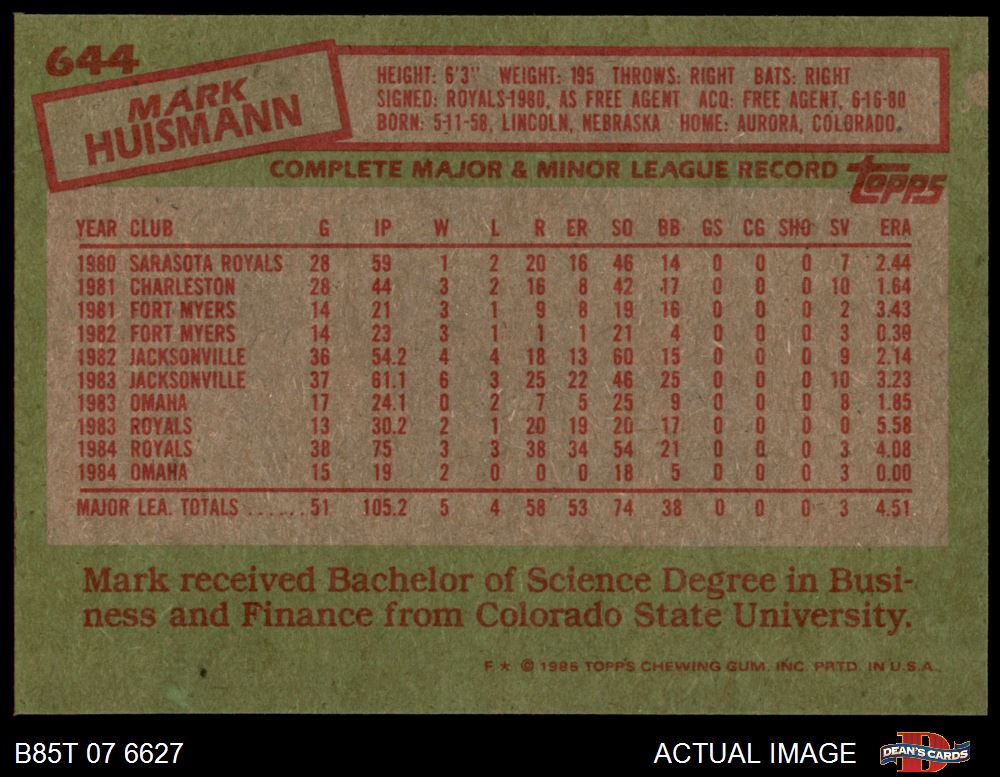 644
MARK
HUISMANN
HEIGHT: 6'3" WEIGHT: 195 THROWS: RIGHT BATS: RIGHT
SIGNED: ROYALS-1980, AS FREE AGENT ACQ: FREE AGENT, 6-16-80
BORN: 5-11-58, LINCOLN, NEBRASKA HOME: AURORA, COLORADO
COMPLETE MAJOR & MINOR LEAGUE RECORD topps
YEAR CLUB G IP W L R ER SO BB GS CG SHO SV ERA
1980 SARASOTA ROYALS 28 59 1 2 20 16 46 14 0 0 0 7 2.44
1981 CHARLESTON 28 44 3 2 16 8 42 17 0 0 0 10 1.64
1981 FORT MYERS 14 21 3 1 9 8 19 16 0 0 0 2 3.43
1982 FORT MYERS 14 23 3 1 1 1 21 4 0 0 0 3 0.39
1982 JACKSONVILLE 36 54.2 4 4 18 13 60 15 0 0 0 9 2.14
1983 JACKSONVILLE 37 61.1 6 3 25 22 46 25 0 0 0 10 3.23
1983 OMAHA 17 24.1 0 2 7 5 25 9 0 0 0 8 1.85
1983 ROYALS 13 30.2 2 1 20 19 20 17 0 0 0 0 5.58
1984 ROYALS 38 75 3 3 38 34 54 21 0 0 0 3 4.08
1984 OMAHA 15 19 2 0 0 0 18 5 0 0 0 3 0.00
MAJOR LEA. TOTALS ......51 105.2 5 4 58 53 74 38 0 0 0 3 4.51
Mark received Bachelor of Science Degree in Busi-
ness and Finance from Colorado State University.
F ★ © 1985 TOPPS CHEWING GUM, INC. PRTD. IN U.S.A.
B85T 07 6627 ACTUAL IMAGE DEAN'S CARDS